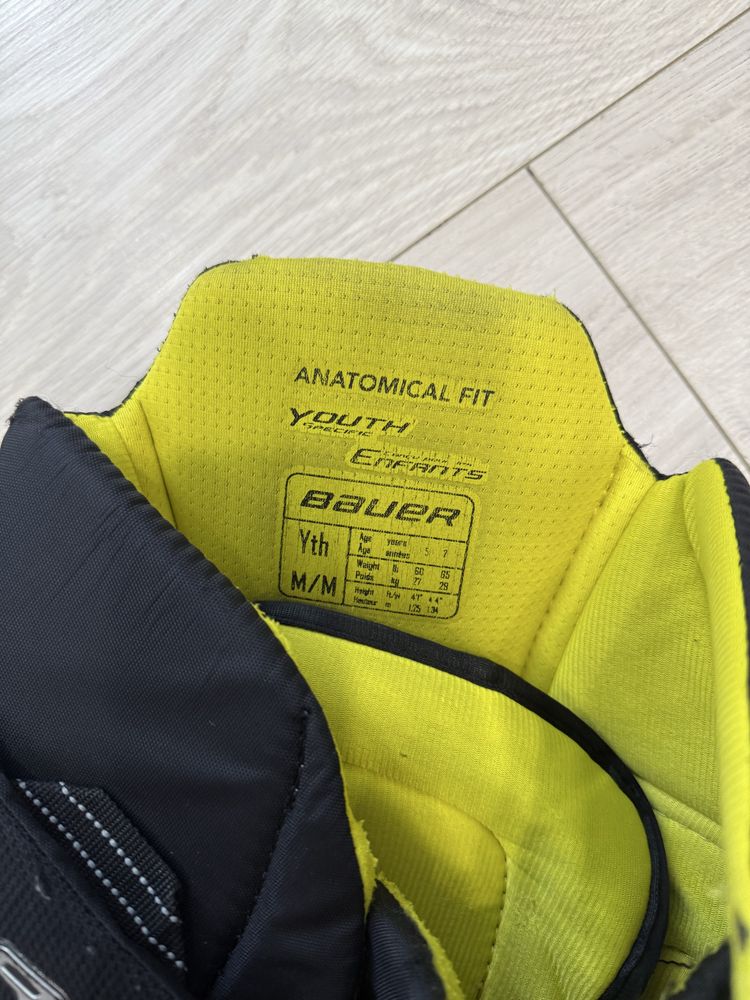 ANATOMICAL FIT
YOUTH
SPECIFIC
ENFANTS
BAUER
Yth
M/M
Age years 5 7
Age années
Weight lb 60 65
Poids kg 27 29
Height ft/in 4'1" 4'4"
Hauteur m 1.25 1.34